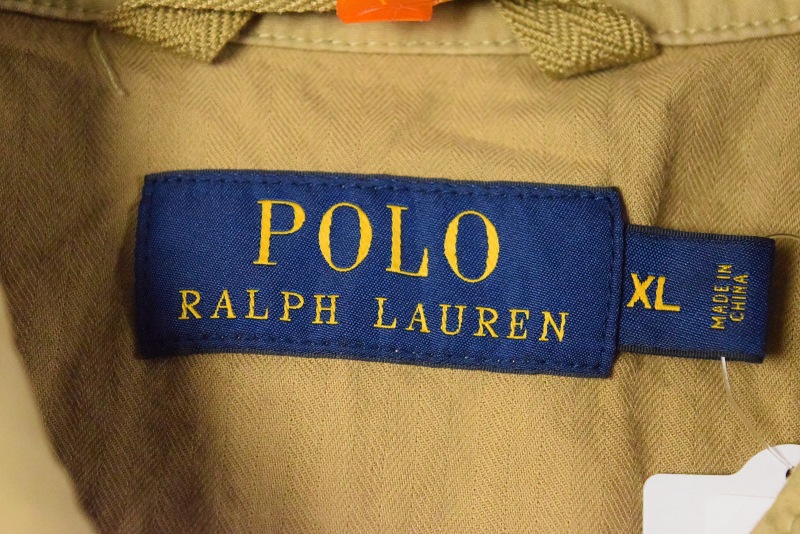 POLO
RALPH LAUREN
XL
MADE IN
CHINA